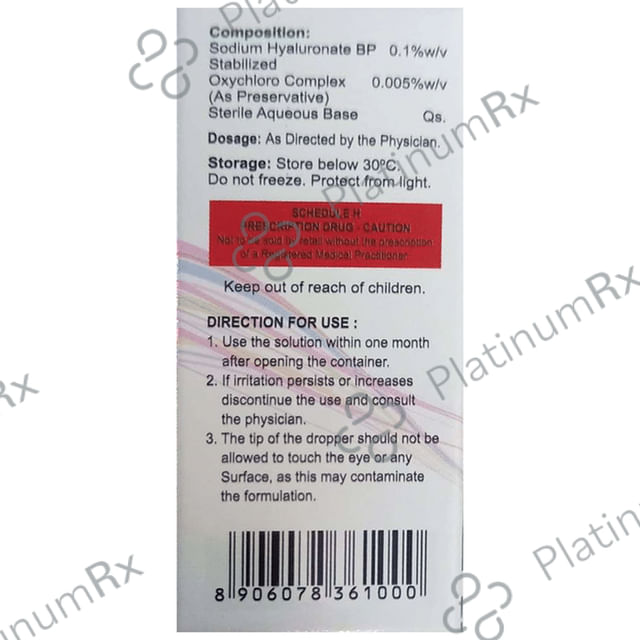 Composition:
Sodium Hyaluronate BP 0.1%w/v
Stabilized
Oxychloro Complex 0.005%w/v
(As Preservative)
Sterile Aqueous Base Qs.
Dosage: As Directed by the Physician.
Storage: Store below 30ºC.
Do not freeze. Protect from light.
SCHEDULE H
PRESCRIPTION DRUG - CAUTION
Not to be sold by retail without the prescription
of a Registered Medical Practitioner.
Keep out of reach of children.
DIRECTION FOR USE :
1. Use the solution within one month
after opening the container.
2. If irritation persists or increases
discontinue the use and consult
the physician.
3. The tip of the dropper should not be
allowed to touch the eye or any
Surface, as this may contaminate
the formulation.
8 906078 361000
PlatinumRx
PlatinumRx
PlatinumRx
Rx
PlatinumRx
tinumRx